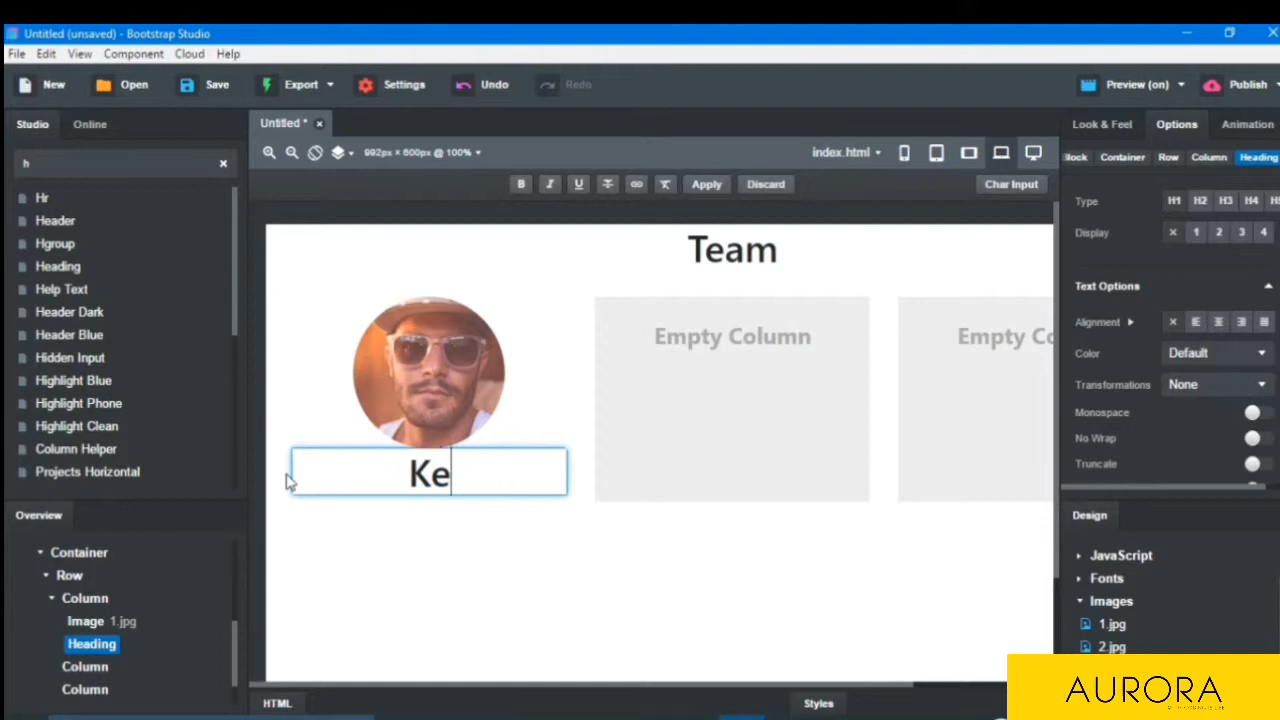 Untitled (unsaved) - Bootstrap Studio
File Edit View Component Cloud Help
New Open Save Export Settings Undo Redo Preview (on) Publish
Studio Online
h
Hr
Header
Hgroup
Heading
Help Text
Header Dark
Header Blue
Hidden Input
Highlight Blue
Highlight Phone
Highlight Clean
Column Helper
Projects Horizontal
Overview
Container
Row
Column
Image 1.jpg
Heading
Column
Column
Untitled *
992px × 600px @ 100% index.html
B I U T Apply Discard Char Input
Team
Empty Column
Empty Co
Ke
HTML Styles
Look & Feel Options Animation
Block Container Row Column Heading
Type H1 H2 H3 H4 H5
Display × 1 2 3 4
Text Options
Alignment
Color Default
Transformations None
Monospace
No Wrap
Truncate
Design
JavaScript
Fonts
Images
1.jpg
2.jpg
AURORA